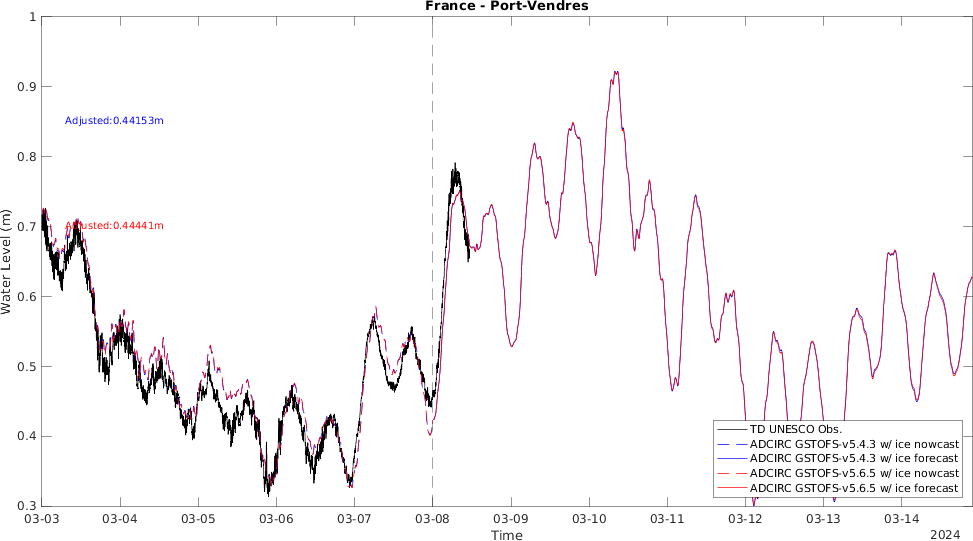 France - Port-Vendres
1
0.9
0.8
0.7
0.6
0.5
0.4
0.3
Water Level (m)
Adjusted:0.44153m
Adjusted:0.44441m
TD UNESCO Obs.
ADCIRC GSTOFS-v5.4.3 w/ ice nowcast
ADCIRC GSTOFS-v5.4.3 w/ ice forecast
ADCIRC GSTOFS-v5.6.5 w/ ice nowcast
ADCIRC GSTOFS-v5.6.5 w/ ice forecast
03-03 03-04 03-05 03-06 03-07 03-08 03-09 03-10 03-11 03-12 03-13 03-14
Time
2024